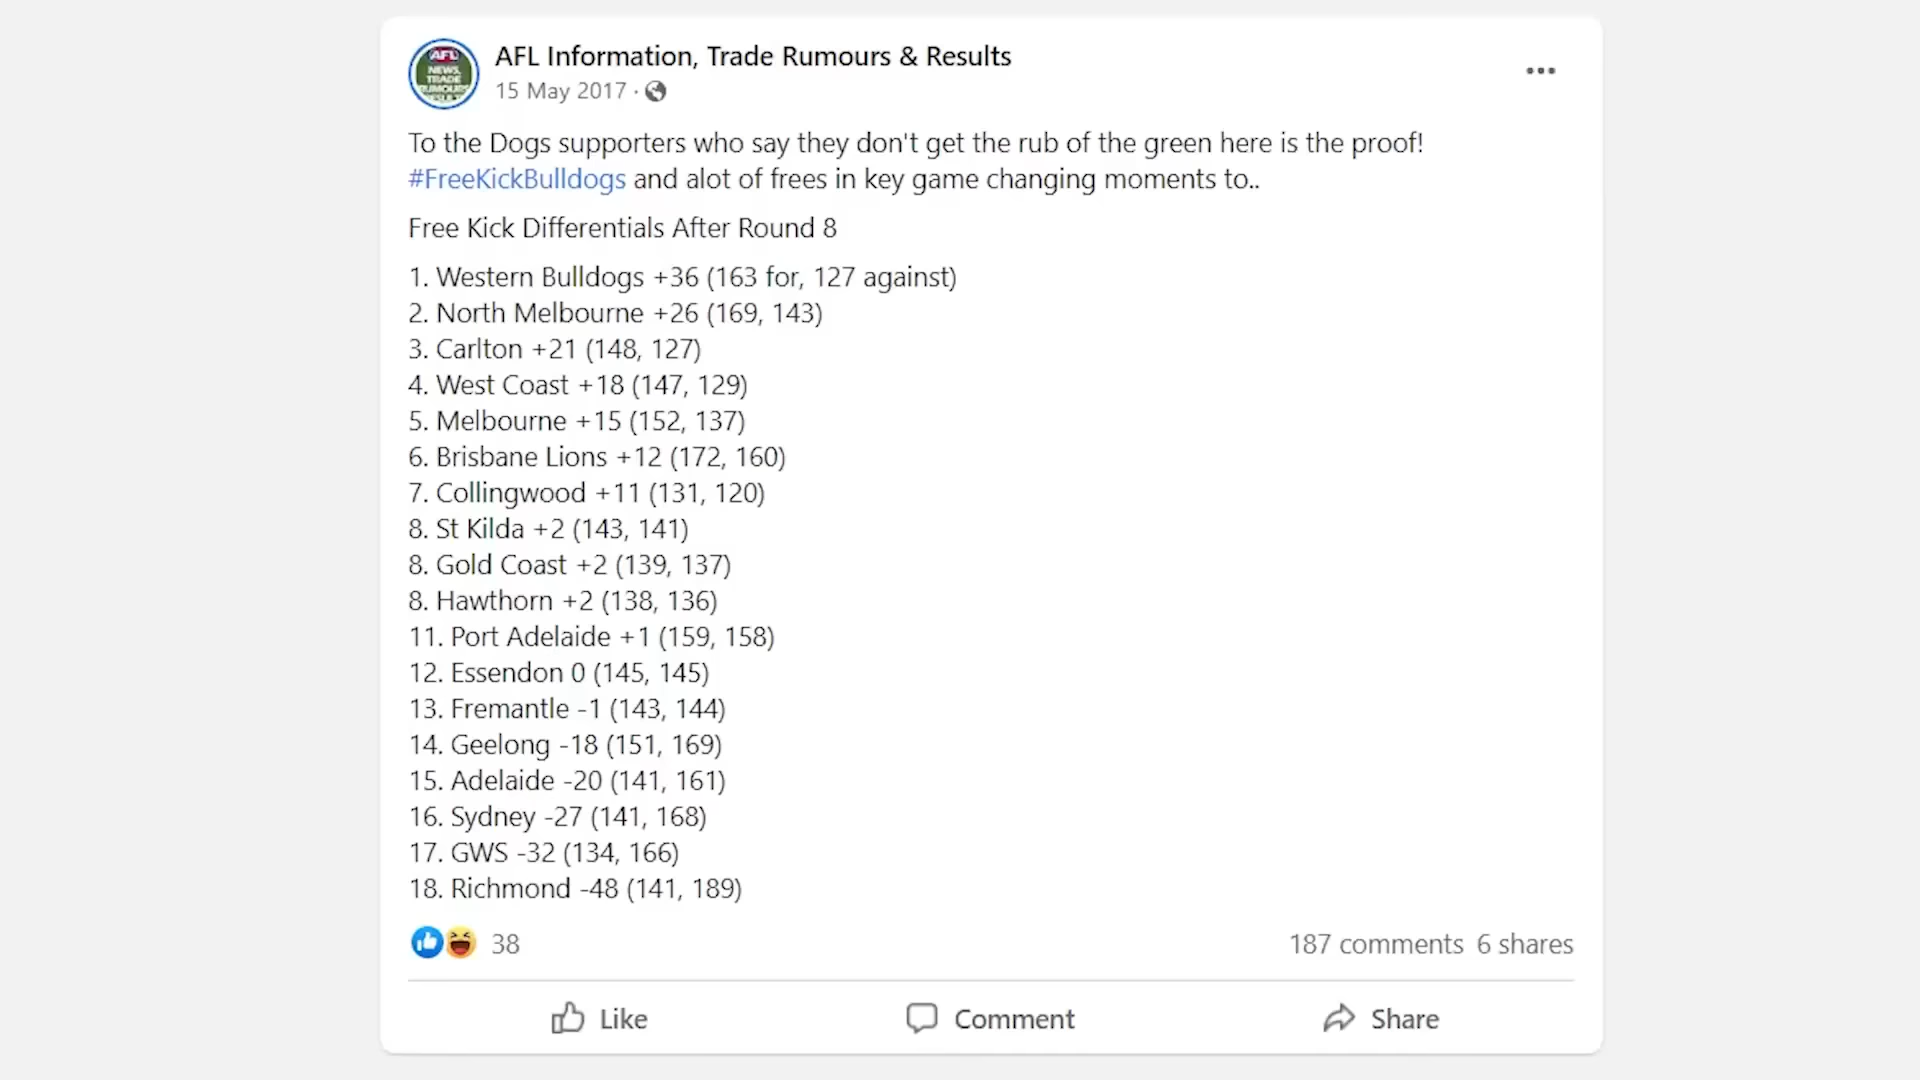 AFL Information, Trade Rumours & Results
15 May 2017 ·
AFL
NEWS,
TRADE
RUMOURS
To the Dogs supporters who say they don't get the rub of the green here is the proof!
#FreeKickBulldogs and alot of frees in key game changing moments to..
Free Kick Differentials After Round 8
1. Western Bulldogs +36 (163 for, 127 against)
2. North Melbourne +26 (169, 143)
3. Carlton +21 (148, 127)
4. West Coast +18 (147, 129)
5. Melbourne +15 (152, 137)
6. Brisbane Lions +12 (172, 160)
7. Collingwood +11 (131, 120)
8. St Kilda +2 (143, 141)
8. Gold Coast +2 (139, 137)
8. Hawthorn +2 (138, 136)
11. Port Adelaide +1 (159, 158)
12. Essendon 0 (145, 145)
13. Fremantle -1 (143, 144)
14. Geelong -18 (151, 169)
15. Adelaide -20 (141, 161)
16. Sydney -27 (141, 168)
17. GWS -32 (134, 166)
18. Richmond -48 (141, 189)
38
187 comments 6 shares
Like Comment Share